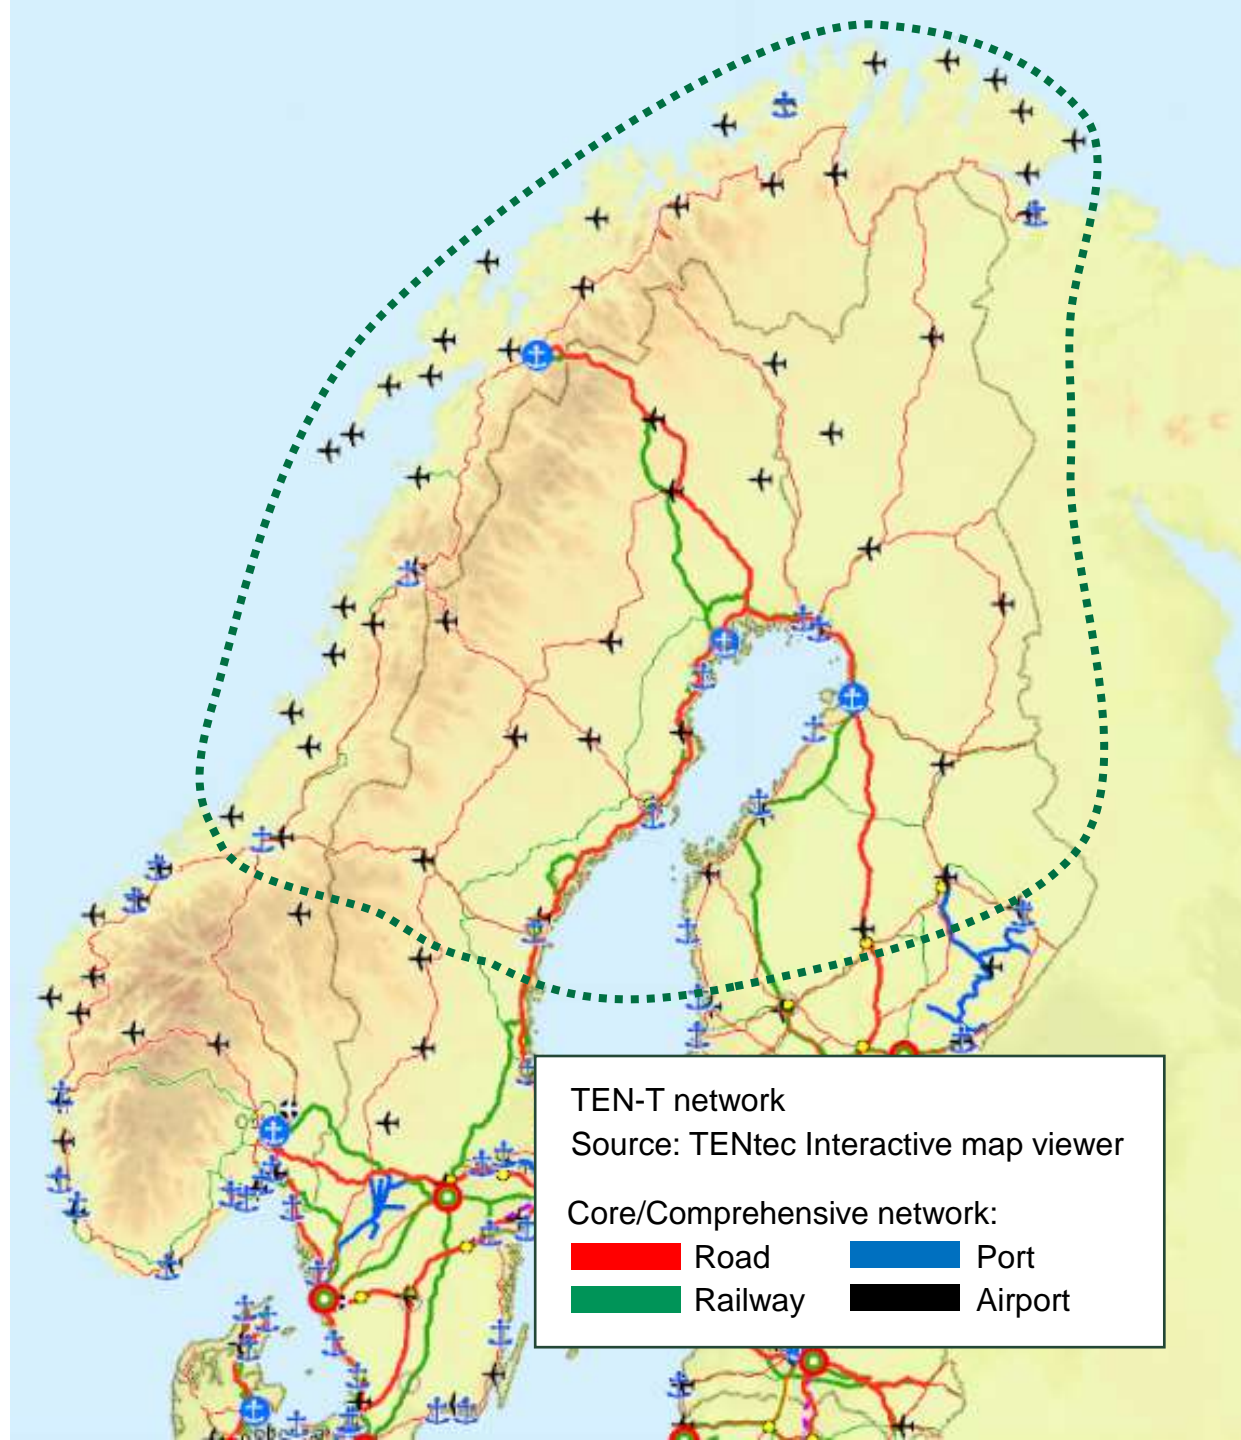 TEN-T network
Source: TENtec Interactive map viewer
Core/Comprehensive network:
Road
Port
Railway
Airport